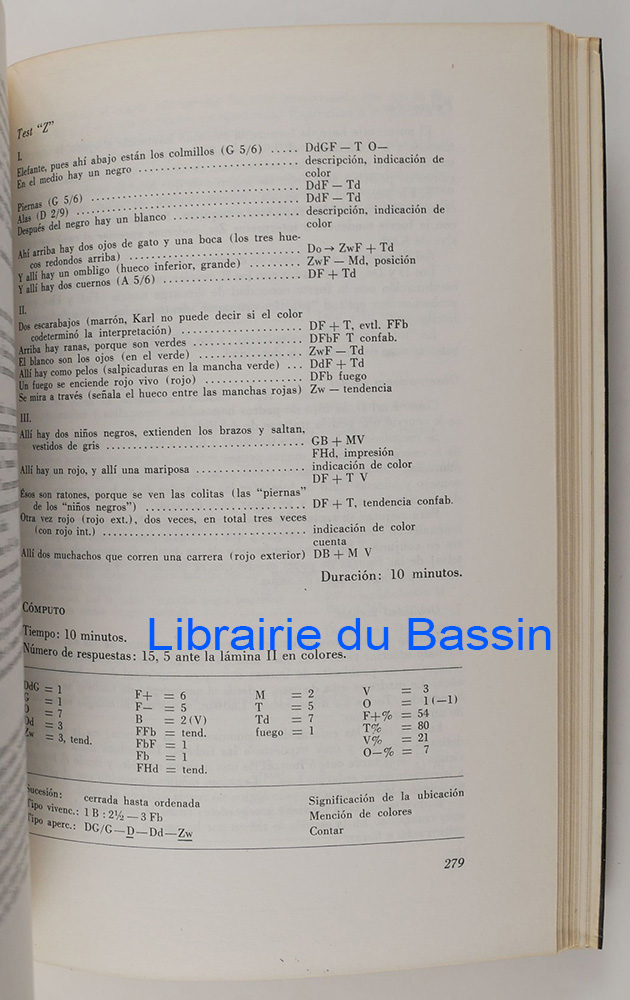 Test "Z"
I.
Elefante, pues ahí abajo están los colmillos (G 5/6) ..... DdGF — T O—
En el medio hay un negro ........................ descripción, indicación de
color
Piernas (G 5/6) ........................ DdF — Td
Alas (D 2/9) ........................ DdF — Td
Después del negro hay un blanco .................. descripción, indicación de
color
Ahí arriba hay dos ojos de gato y una boca (los tres hue-
cos redondos arriba) ........................ Do → ZwF + Td
Y allí hay un ombligo (hueco inferior, grande) ........ ZwF — Md, posición
Y allí hay dos cuernos (A 5/6) .................... DF + Td
II.
Dos escarabajos (marrón, Karl no puede decir si el color
codeterminó la interpretación) .................. DF + T, evtl. FFb
Arriba hay ranas, porque son verdes ................ DFbF T confab.
El blanco son los ojos (en el verde) ................ ZwF — Td
Allí hay como pelos (salpicaduras en la mancha verde) ... DdF + Td
Un fuego se enciende rojo vivo (rojo) ............... DFb fuego
Se mira a través (señala el hueco entre las manchas rojas) Zw — tendencia
III.
Allí hay dos niños negros, extienden los brazos y saltan,
vestidos de gris .............................. GB + MV
FHd, impresión
Allí hay un rojo, y allí una mariposa ................ indicación de color
DF + T V
Esos son ratones, porque se ven las colitas (las "piernas"
de los "niños negros") ........................ DF + T, tendencia confab.
Otra vez rojo (rojo ext.), dos veces, en total tres veces
(con rojo int.) .............................. indicación de color
cuenta
Allí dos muchachos que corren una carrera (rojo exterior) DB + M V
Duración: 10 minutos.
CÓMPUTO
Tiempo: 10 minutos.
Librairie du Bassin
Número de respuestas: 15, 5 ante la lámina II en colores.
DdG = 1 F+ = 6 M = 2 V = 3
G = 1 F— = 5 T = 5 O = 1(—1)
D = 7 B = 2(V) Td = 7 F+% = 54
Dd = 3 FFb = tend. fuego = 1 T% = 80
Zw = 3, tend. FbF = 1 V% = 21
Fb = 1 O—% = 7
FHd = tend.
Sucesión: cerrada hasta ordenada Significación de la ubicación
Tipo vivenc.: 1 B : 2½ — 3 Fb Mención de colores
Tipo aperc.: DG/G—D—Dd—Zw Contar
279